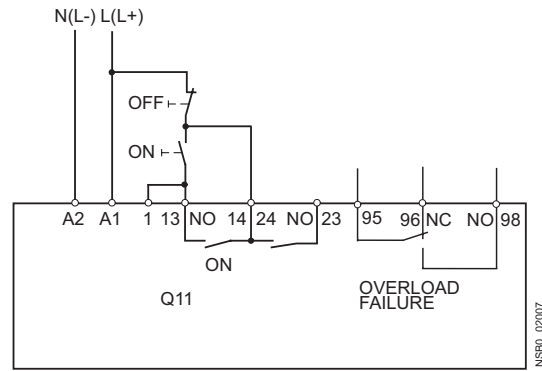 N(L-) L(L+)
OFF
ON
A2 A1 1 13 NO 14 24 NO 23 95 96 NC NO 98
ON
Q11
OVERLOAD
FAILURE
NSB0_02007